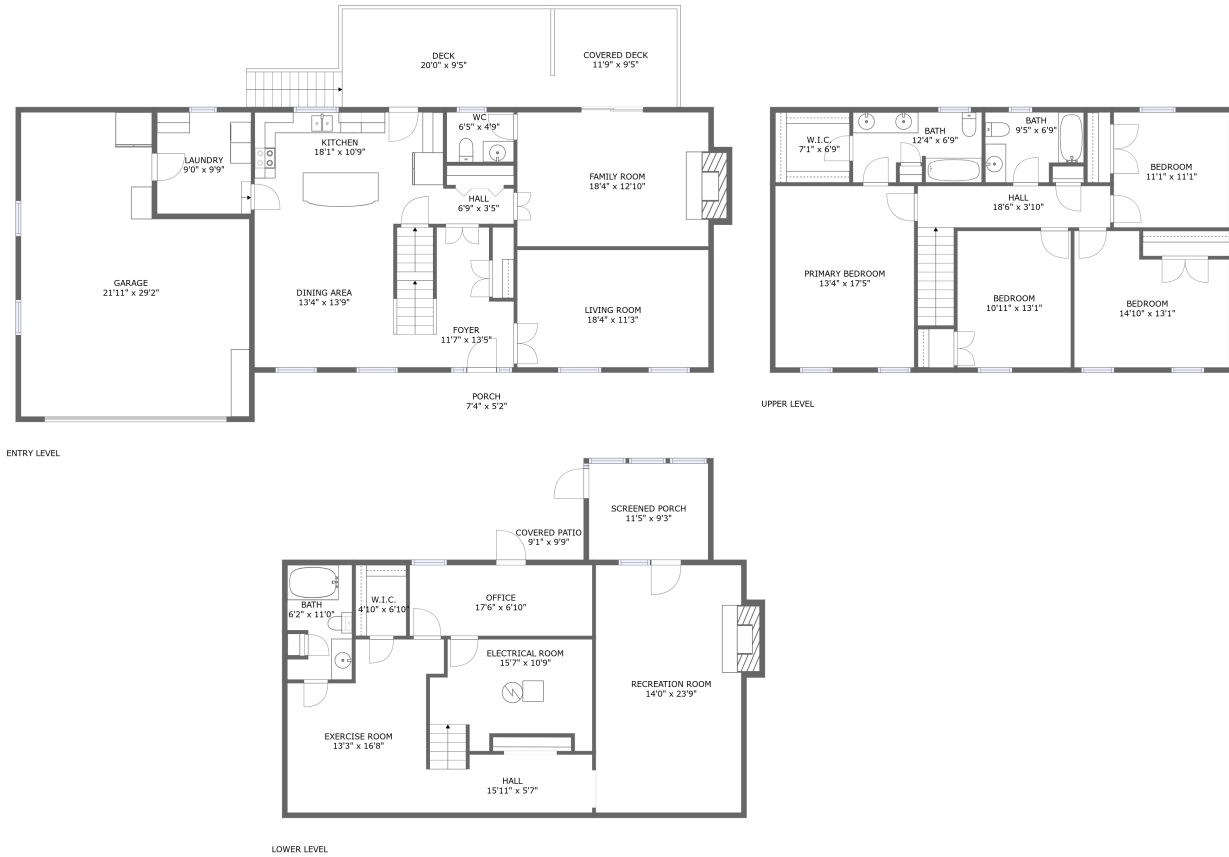 DECK
20'0" x 9'5"
COVERED DECK
11'9" x 9'5"
WC
6'5" x 4'9"
KITCHEN
18'1" x 10'9"
LAUNDRY
9'0" x 9'9"
FAMILY ROOM
18'4" x 12'10"
HALL
6'9" x 3'5"
GARAGE
21'11" x 29'2"
DINING AREA
13'4" x 13'9"
LIVING ROOM
18'4" x 11'3"
FOYER
11'7" x 13'5"
PORCH
7'4" x 5'2"
ENTRY LEVEL
W.I.C.
7'1" x 6'9"
BATH
12'4" x 6'9"
BATH
9'5" x 6'9"
BEDROOM
11'1" x 11'1"
HALL
18'6" x 3'10"
PRIMARY BEDROOM
13'4" x 17'5"
BEDROOM
10'11" x 13'1"
BEDROOM
14'10" x 13'1"
UPPER LEVEL
SCREENED PORCH
11'5" x 9'3"
COVERED PATIO
9'1" x 9'9"
BATH
6'2" x 11'0"
W.I.C.
4'10" x 6'10"
OFFICE
17'6" x 6'10"
ELECTRICAL ROOM
15'7" x 10'9"
RECREATION ROOM
14'0" x 23'9"
EXERCISE ROOM
13'3" x 16'8"
HALL
15'11" x 5'7"
LOWER LEVEL